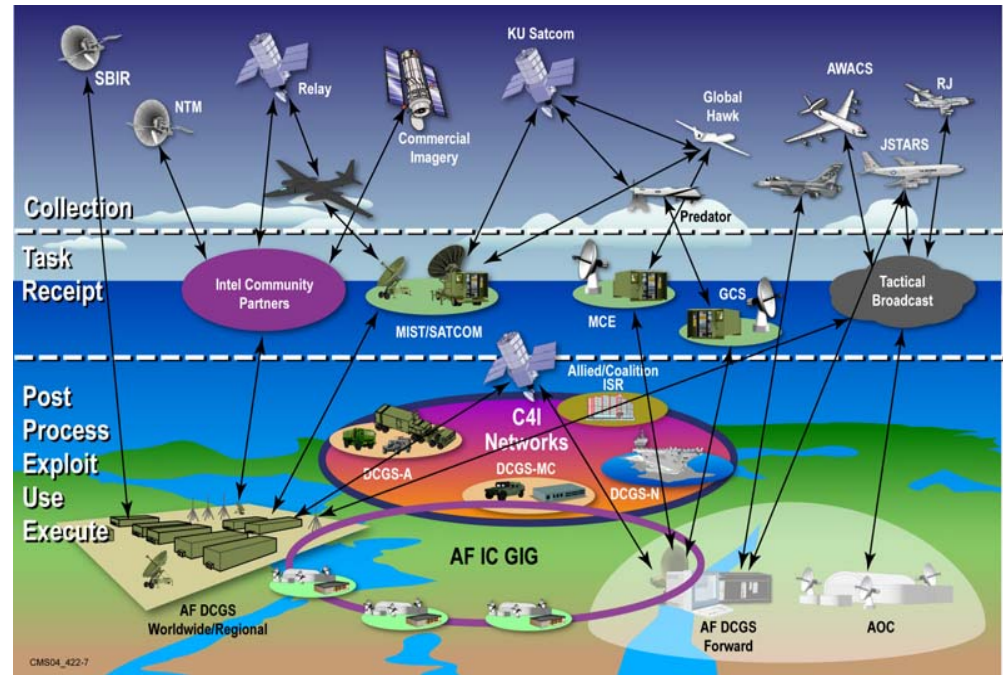 SBIR
NTM
Relay
Commercial
Imagery
KU Satcom
Global
Hawk
AWACS
RJ
JSTARS
Predator
Collection
Task
Receipt
Intel Community
Partners
MIST/SATCOM
MCE
GCS
Tactical
Broadcast
Post
Process
Exploit
Use
Execute
Allied/Coalition
ISR
C4I
Networks
DCGS-A
DCGS-MC
DCGS-N
AF IC GIG
AF DCGS
Worldwide/Regional
AF DCGS
Forward
AOC
CMS04_422-7